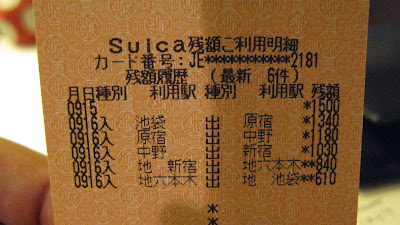 Suica残額ご利用明細
カード番号:JE***********2181
残額履歴 (最新 6件)
月日種別 利用駅 種別 利用駅 残額
0915 *1500
0916入 池袋 出 原宿 *1340
0916入 原宿 出 中野 *1180
0916入 中野 出 新宿 *1030
0916入 地 新宿 出 地六本木**840
0916入 地六本木 出 地 池袋**610
*
*